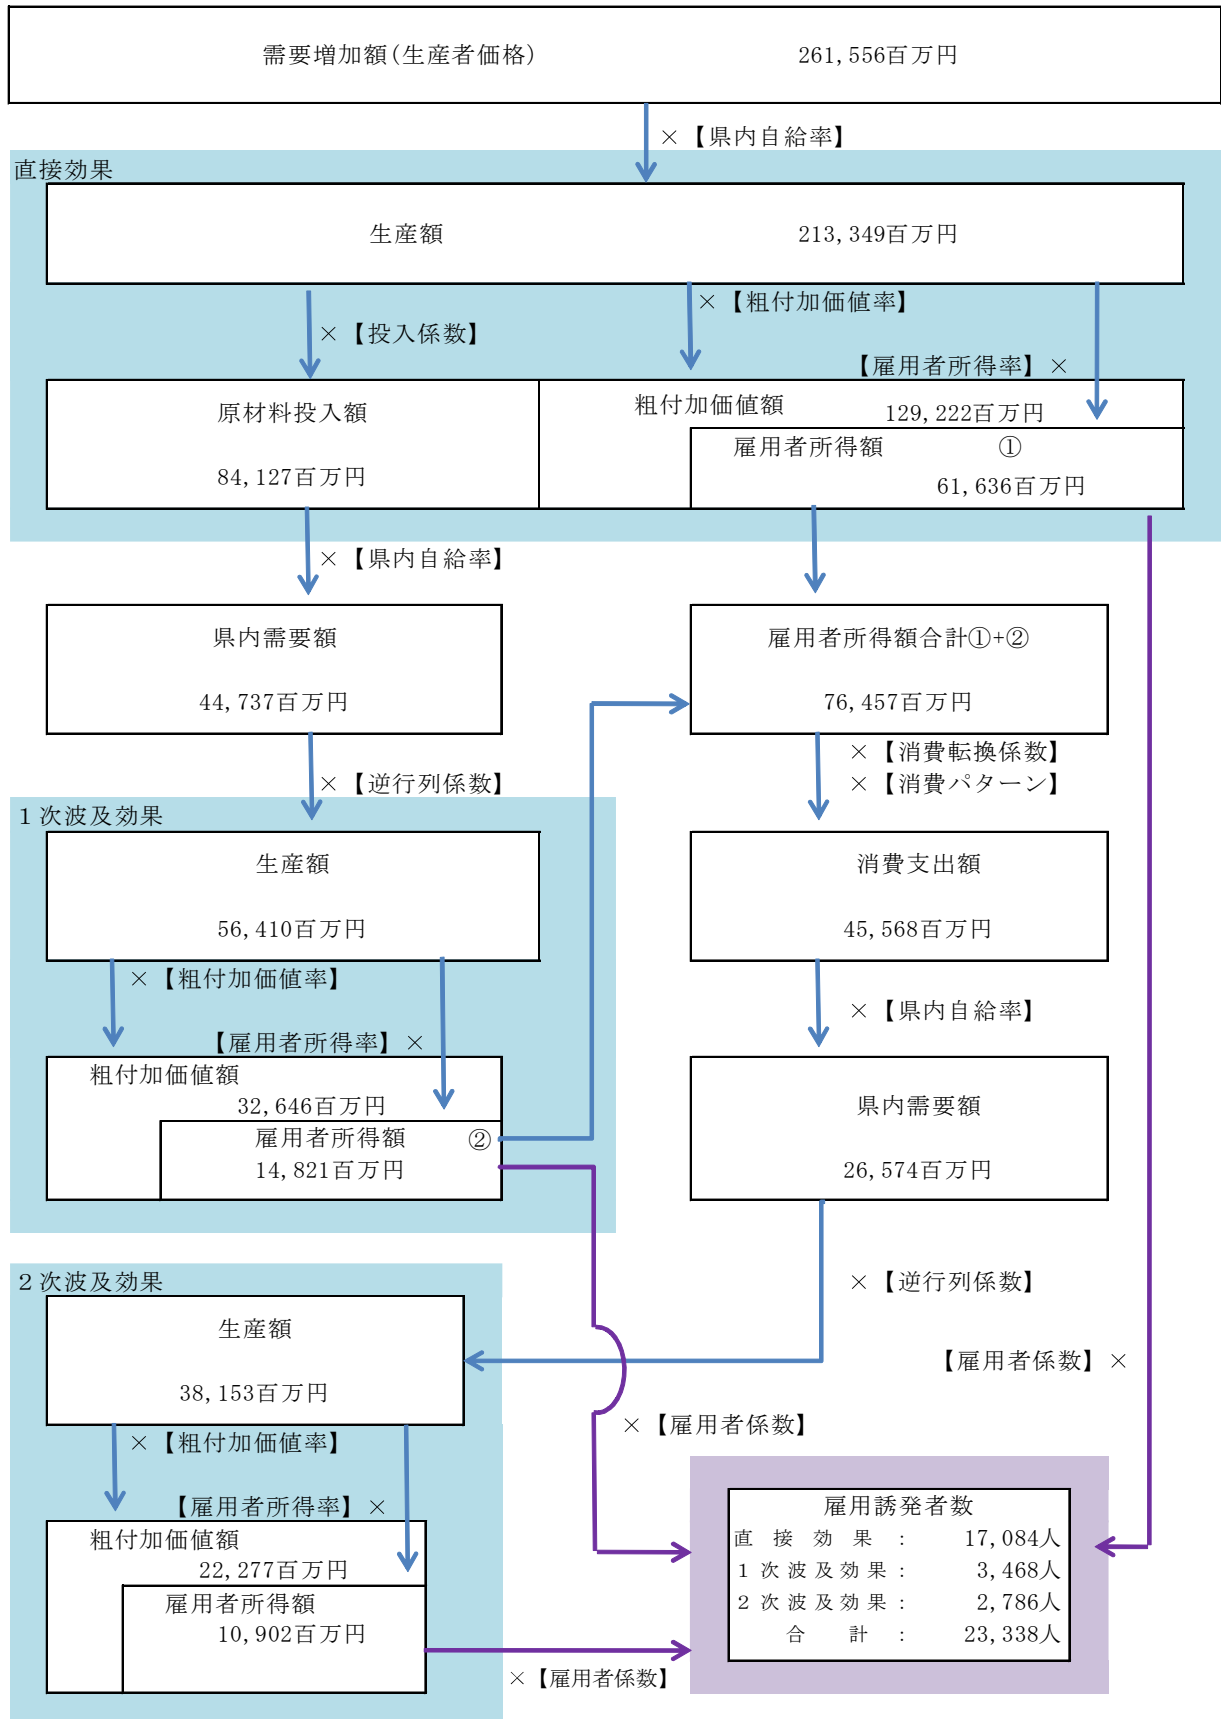 需要増加額(生産者価格) 261,556百万円
×【県内自給率】
直接効果
生産額 213,349百万円
×【粗付加価値率】
×【投入係数】
【雇用者所得率】×
原材料投入額
84,127百万円
粗付加価値額 129,222百万円
雇用者所得額 ①
61,636百万円
×【県内自給率】
県内需要額
44,737百万円
雇用者所得額合計①+②
76,457百万円
×【逆行列係数】
×【消費転換係数】
×【消費パターン】
1次波及効果
生産額
56,410百万円
消費支出額
45,568百万円
×【粗付加価値率】
×【県内自給率】
【雇用者所得率】×
粗付加価値額
32,646百万円
雇用者所得額 ②
14,821百万円
県内需要額
26,574百万円
×【逆行列係数】
2次波及効果
生産額
38,153百万円
【雇用者係数】×
×【雇用者係数】
×【粗付加価値率】
【雇用者所得率】×
粗付加価値額
22,277百万円
雇用者所得額
10,902百万円
×【雇用者係数】
雇用誘発者数
直接効果: 17,084人
1次波及効果: 3,468人
2次波及効果: 2,786人
合計: 23,338人